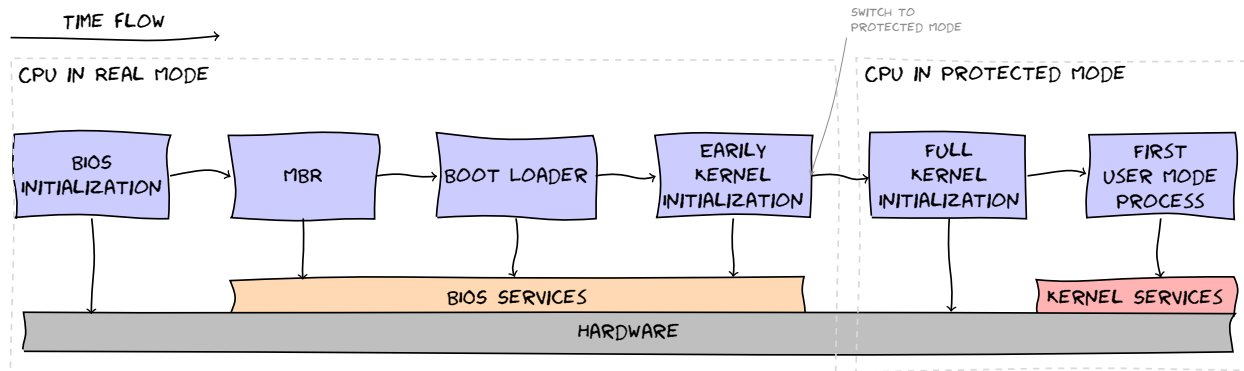 TIME FLOW
SWITCH TO
PROTECTED MODE
CPU IN REAL MODE
CPU IN PROTECTED MODE
BIOS
INITIALIZATION
MBR
BOOT LOADER
EARILY
KERNEL
INITIALIZATION
FULL
KERNEL
INITIALIZATION
FIRST
USER MODE
PROCESS
BIOS SERVICES
KERNEL SERVICES
HARDWARE